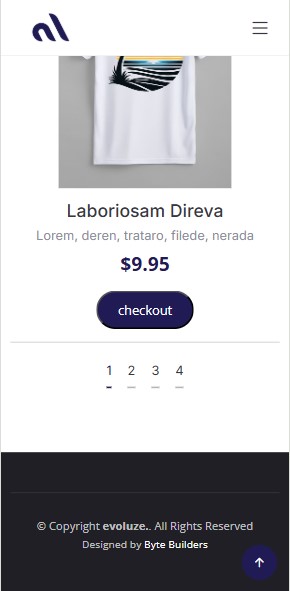 Laboriosam Direva
Lorem, deren, trataro, filede, nerada
$9.95
checkout
1 2 3 4
© Copyright evoluze.. All Rights Reserved
Designed by Byte Builders